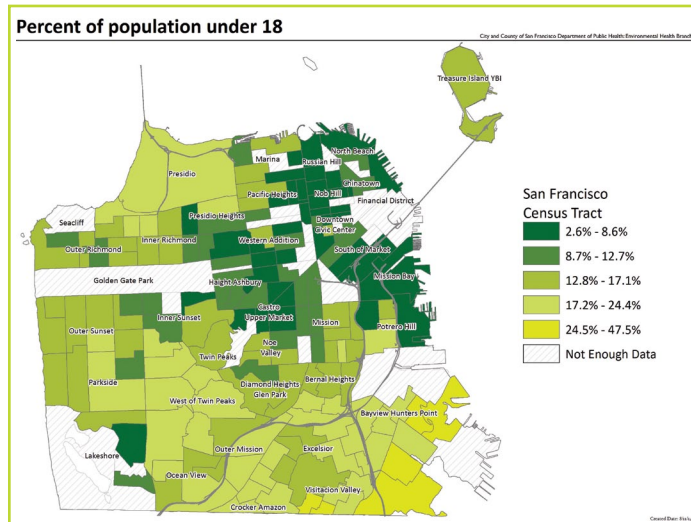 Percent of population under 18
City and County of San Francisco Department of Public Health: Environmental Health Branch
Treasure Island YBI
North Beach
Marina
Russian Hill
Chinatown
Presidio
Pacific Heights
Nob Hill
Financial District
Seacliff
Presidio Heights
Downtown
Civic Center
Outer Richmond
Inner Richmond
Western Addition
South of Market
Golden Gate Park
Haight Ashbury
Mission Bay
Castro
Upper Market
Outer Sunset
Inner Sunset
Mission
Potrero Hill
Noe
Valley
Twin Peaks
Parkside
Diamond Heights
Bernal Heights
Glen Park
West of Twin Peaks
Bayview Hunters Point
Lakeshore
Outer Mission
Excelsior
Ocean View
Visitacion Valley
Crocker Amazon
San Francisco
Census Tract
2.6% - 8.6%
8.7% - 12.7%
12.8% - 17.1%
17.2% - 24.4%
24.5% - 47.5%
Not Enough Data